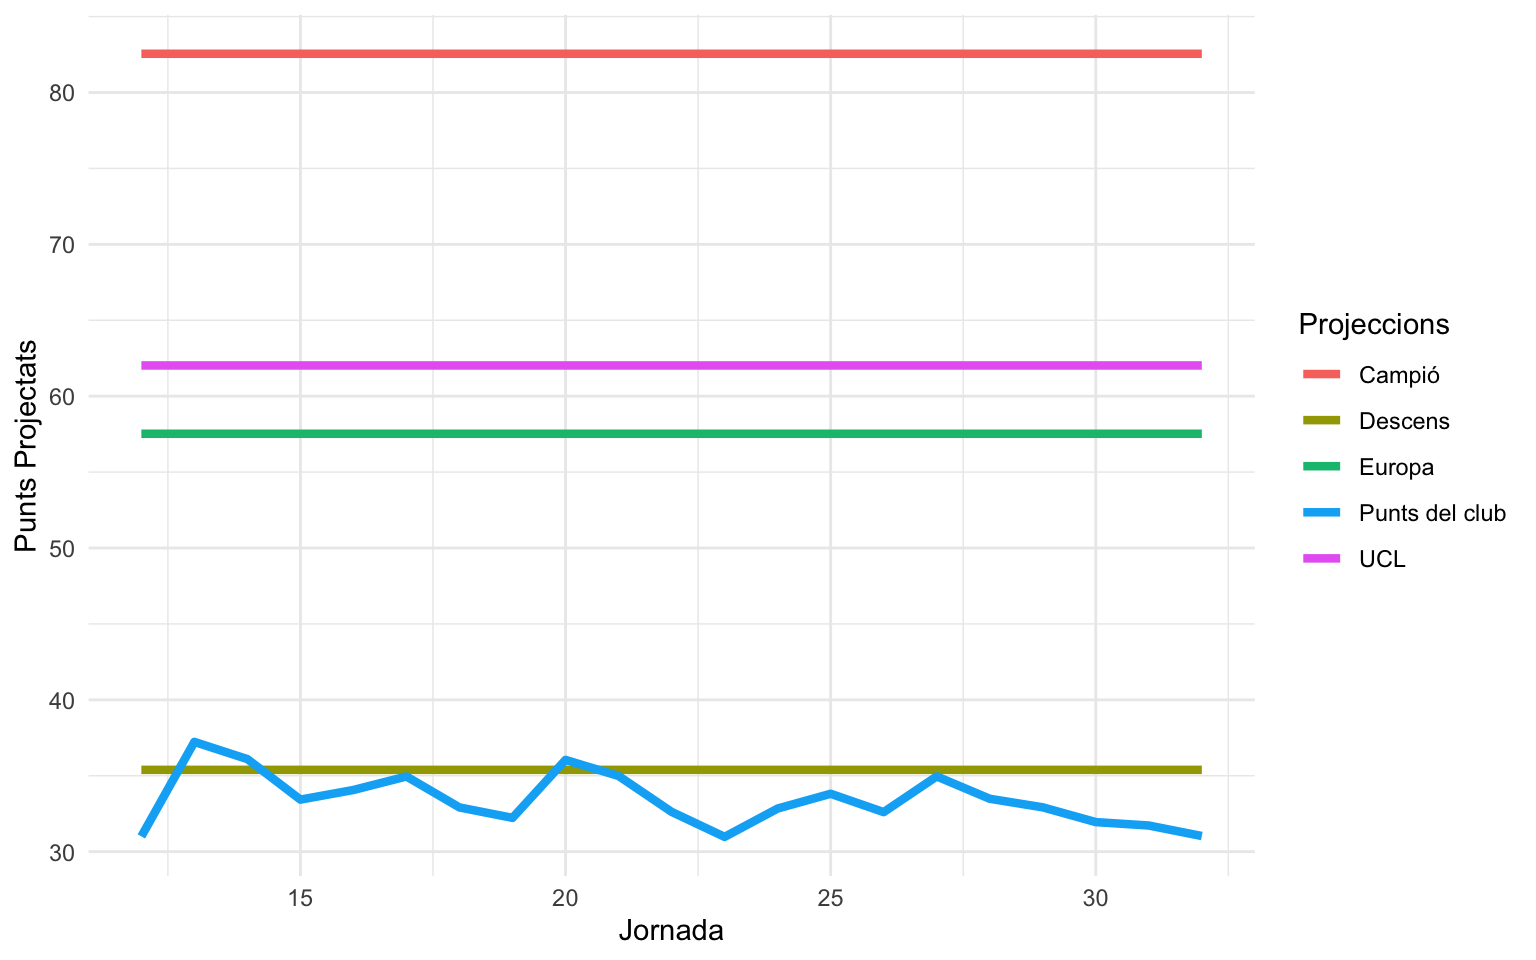 Punts Projectats
80
70
60
50
40
30
15
20
25
30
Jornada
Projeccions
Campió
Descens
Europa
Punts del club
UCL